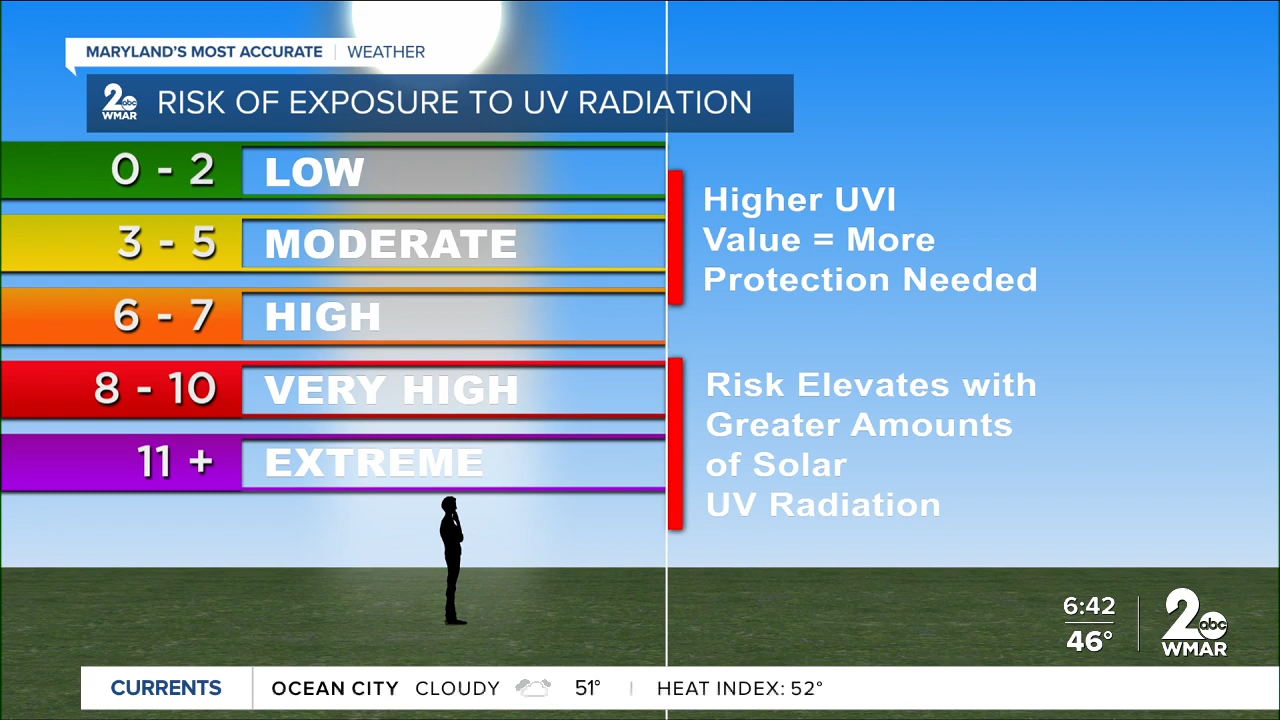 MARYLAND'S MOST ACCURATE | WEATHER
2 abc WMAR RISK OF EXPOSURE TO UV RADIATION
0 - 2 LOW
3 - 5 MODERATE
6 - 7 HIGH
8 - 10 VERY HIGH
11 + EXTREME
Higher UVI
Value = More
Protection Needed
Risk Elevates with
Greater Amounts
of Solar
UV Radiation
6:42
46°
2 abc
WMAR
CURRENTS OCEAN CITY CLOUDY 51° | HEAT INDEX: 52°